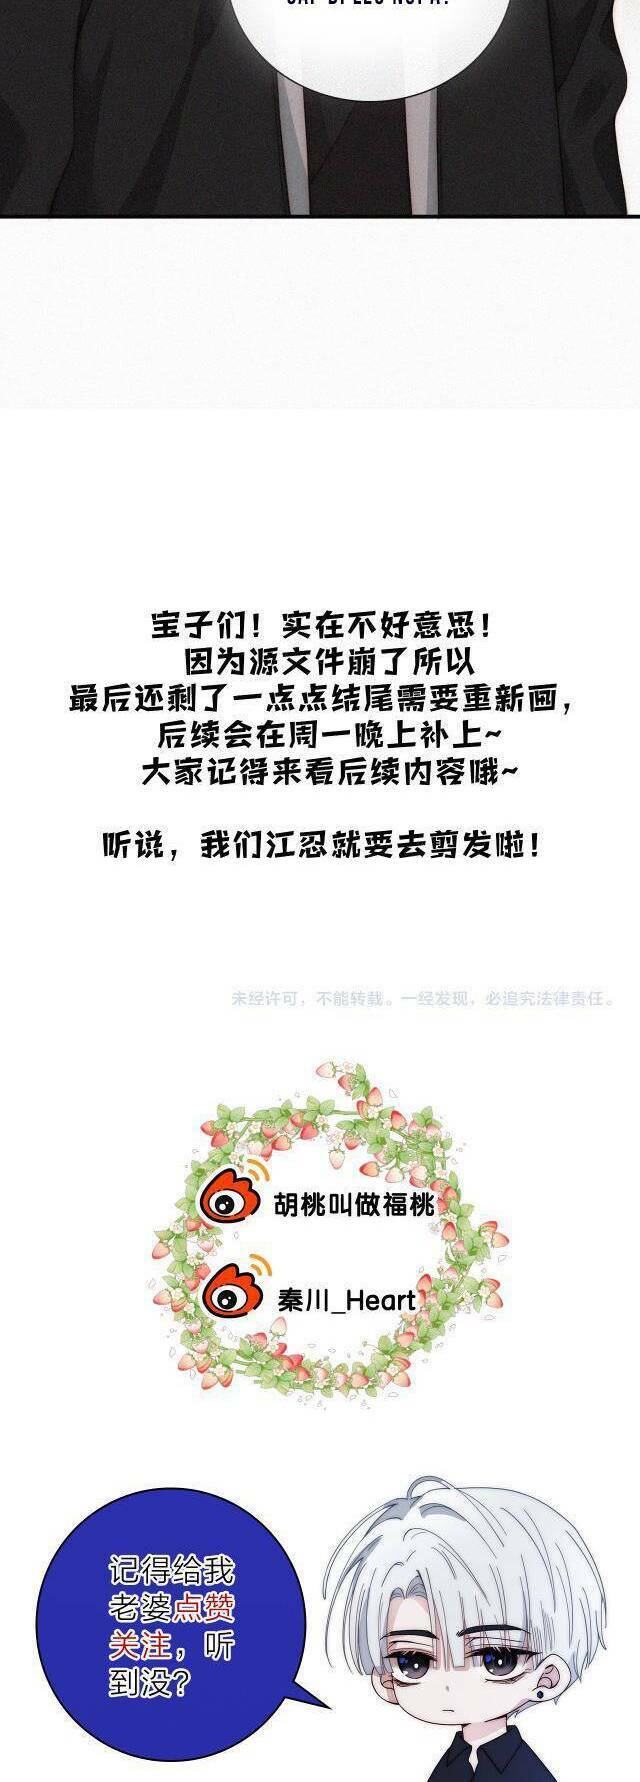 宝子们！实在不好意思！
因为源文件崩了所以
最后还剩了一点点结尾需要重新画，
后续会在周一晚上补上~
大家记得来看后续内容哦~
听说，我们江忍就要去剪发啦！
未经许可，不能转载。一经发现，必追究法律责任。
胡桃叫做福桃
秦川_Heart
记得给我
老婆点赞
关注，听
到没？